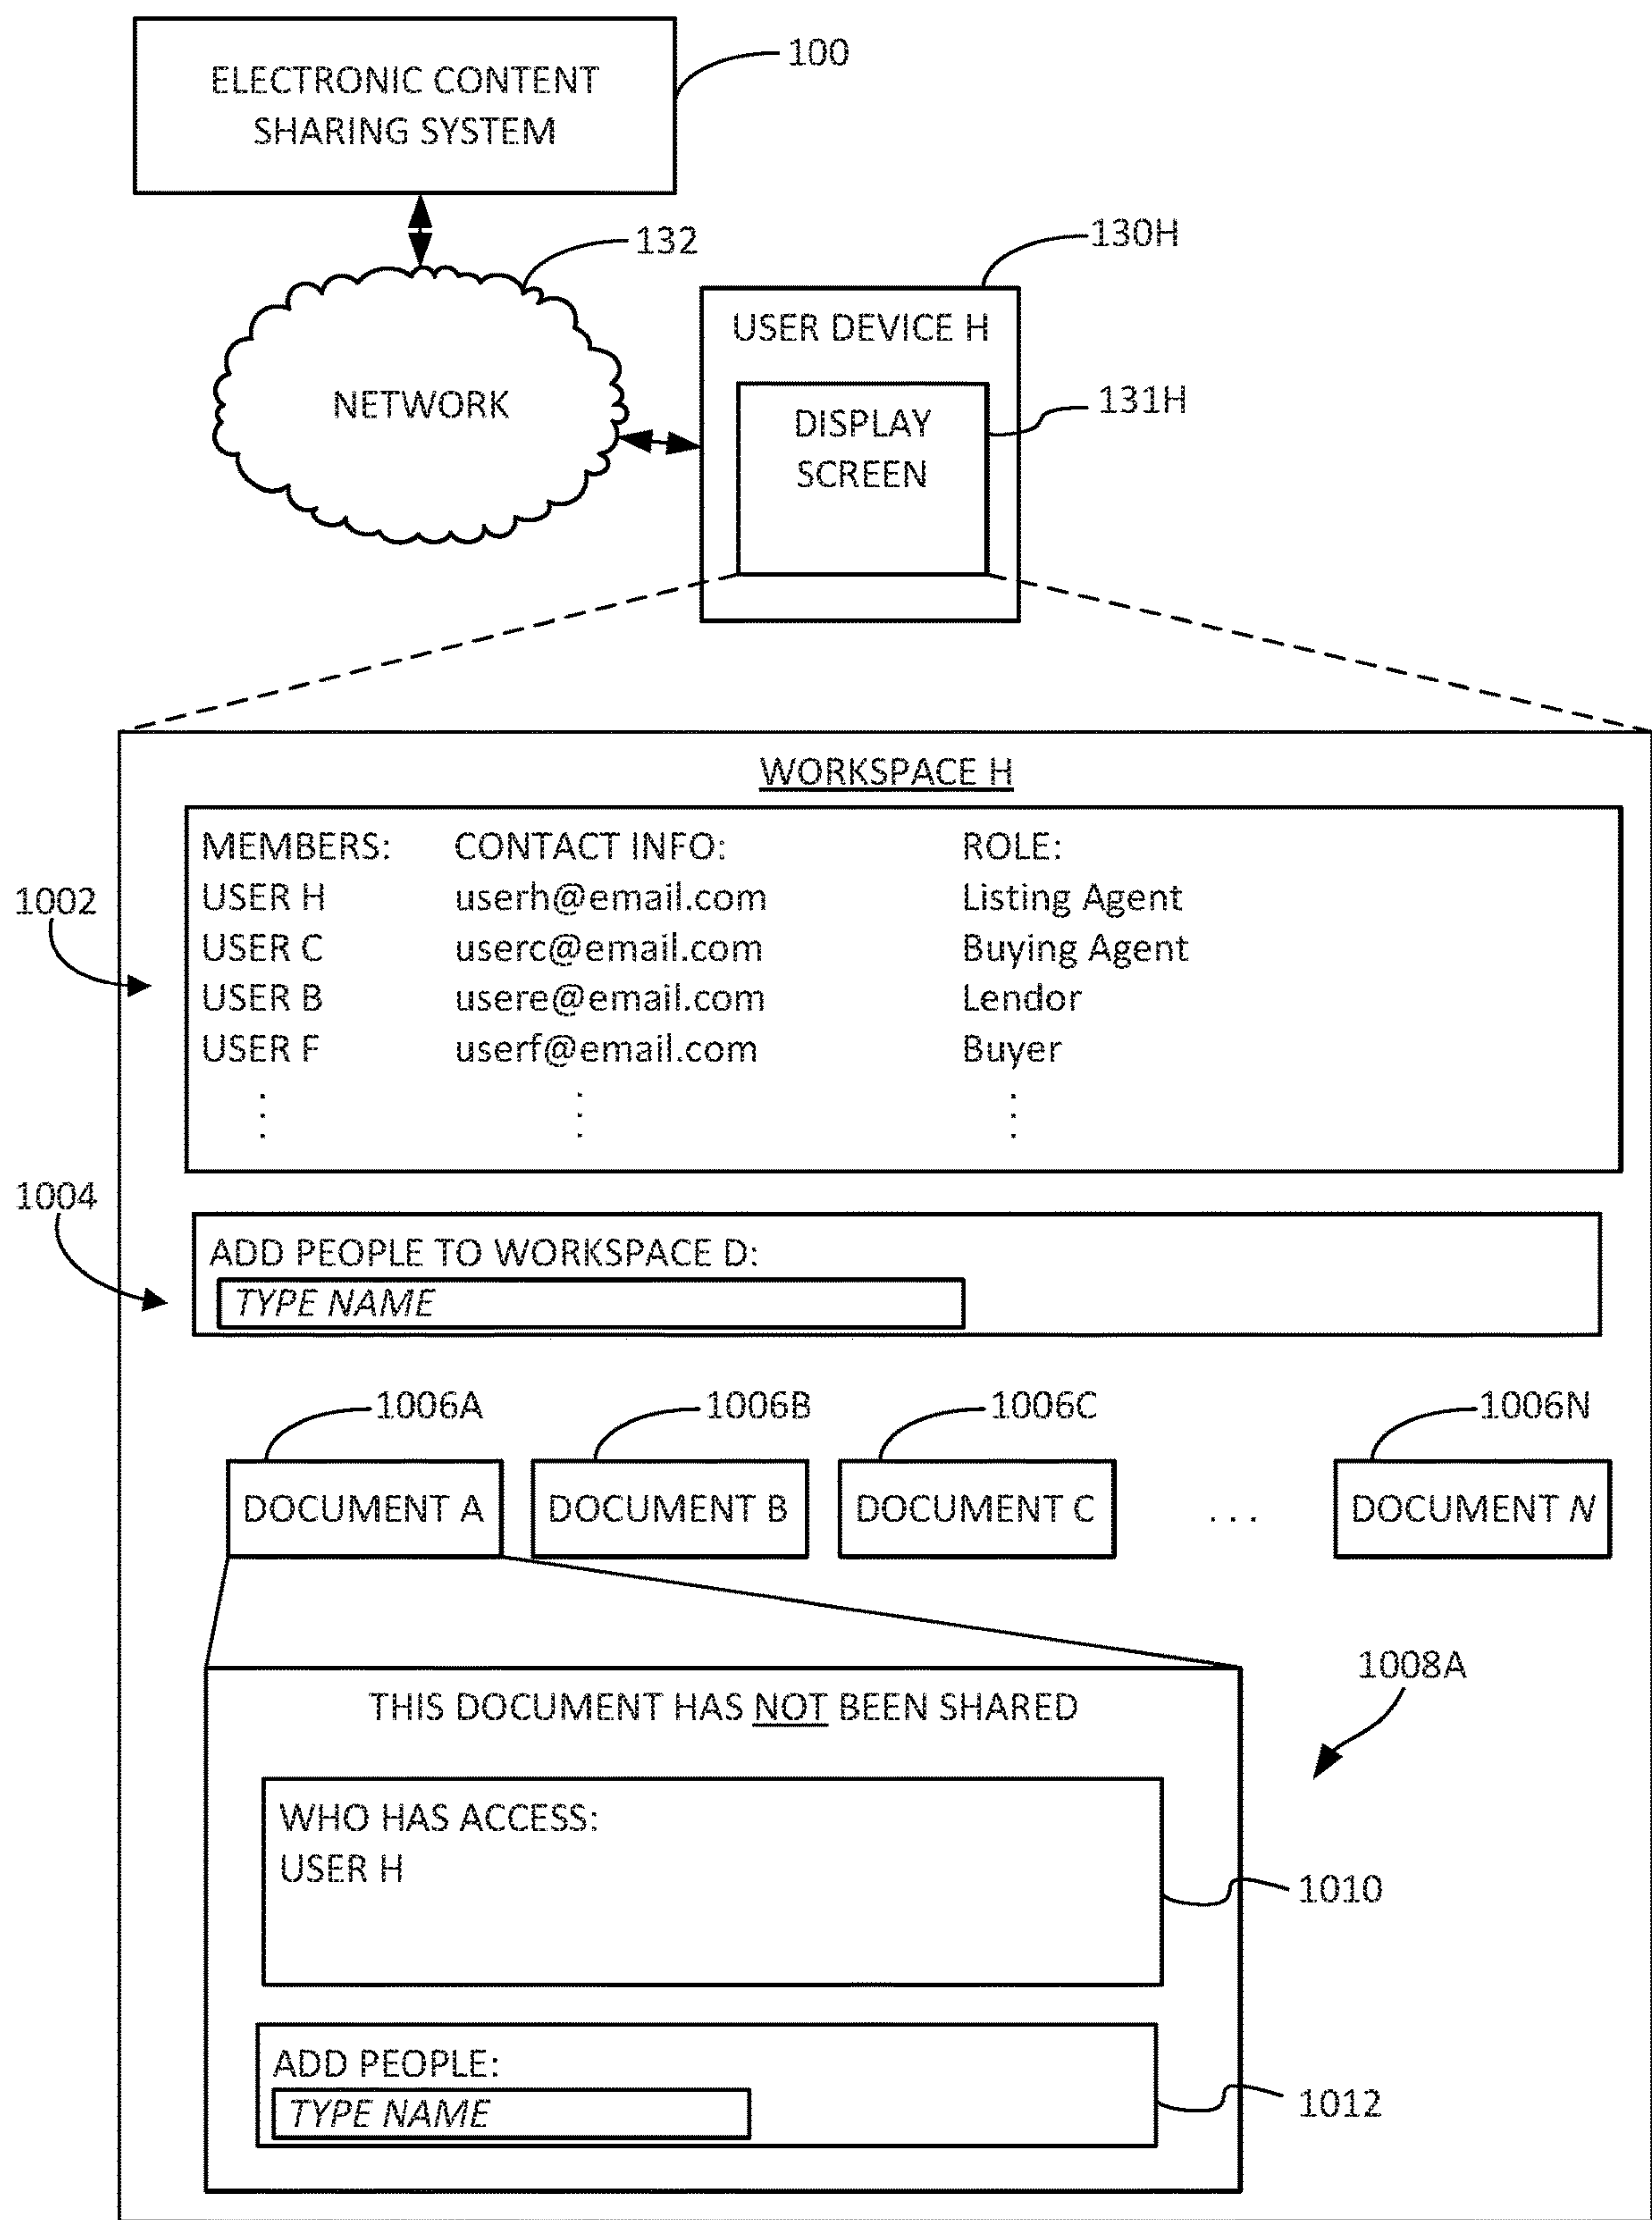 ELECTRONIC CONTENT
SHARING SYSTEM
100
132
130H
USER DEVICE H
NETWORK
DISPLAY
SCREEN
131H
WORKSPACE H
MEMBERS: CONTACT INFO: ROLE:
USER H userh@email.com Listing Agent
USER C userc@email.com Buying Agent
USER B usere@email.com Lendor
USER F userf@email.com Buyer
1002
1004
ADD PEOPLE TO WORKSPACE D:
TYPE NAME
1006A 1006B 1006C 1006N
DOCUMENT A DOCUMENT B DOCUMENT C . . . DOCUMENT N
1008A
THIS DOCUMENT HAS NOT BEEN SHARED
WHO HAS ACCESS:
USER H
1010
ADD PEOPLE:
TYPE NAME
1012